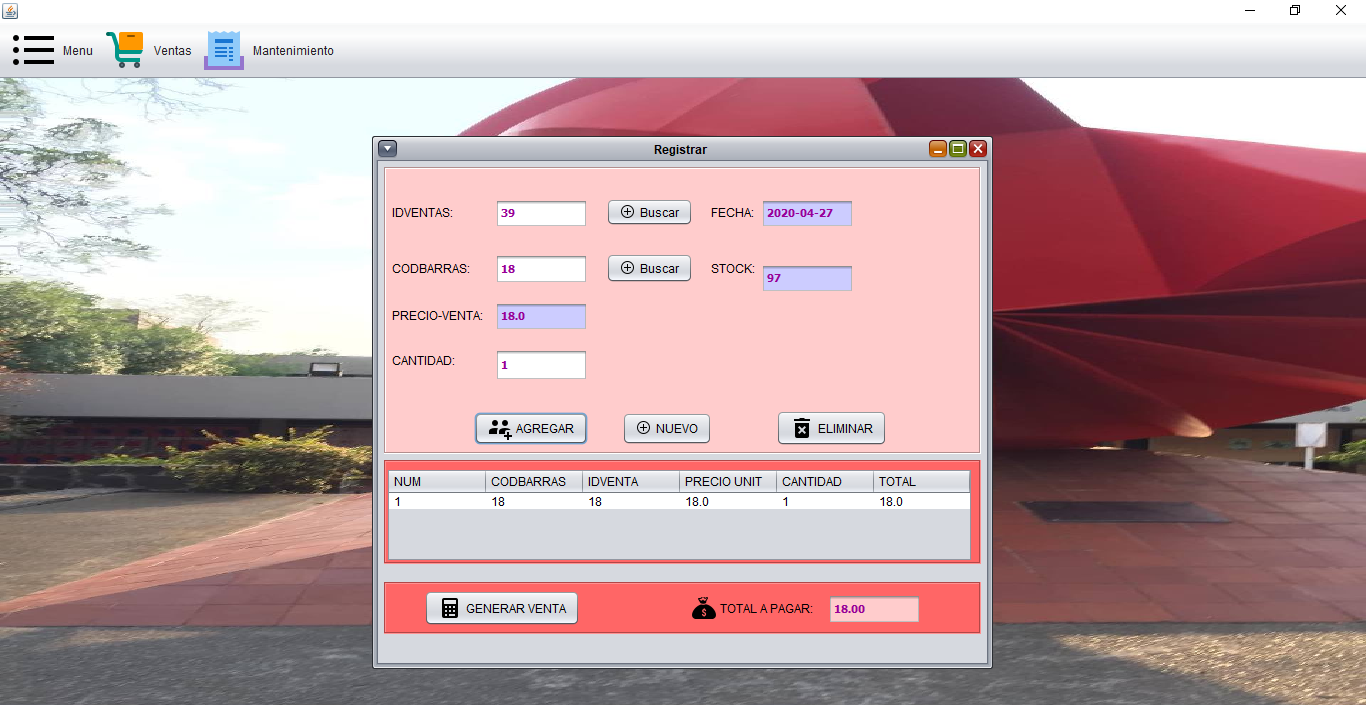 Menu Ventas Mantenimiento
Registrar
IDVENTAS: 39 Buscar FECHA: 2020-04-27
CODBARRAS: 18 Buscar STOCK: 97
PRECIO-VENTA: 18.0
CANTIDAD: 1
AGREGAR NUEVO ELIMINAR
NUM CODBARRAS IDVENTA PRECIO UNIT CANTIDAD TOTAL
1 18 18 18.0 1 18.0
GENERAR VENTA $ TOTAL A PAGAR: 18.00